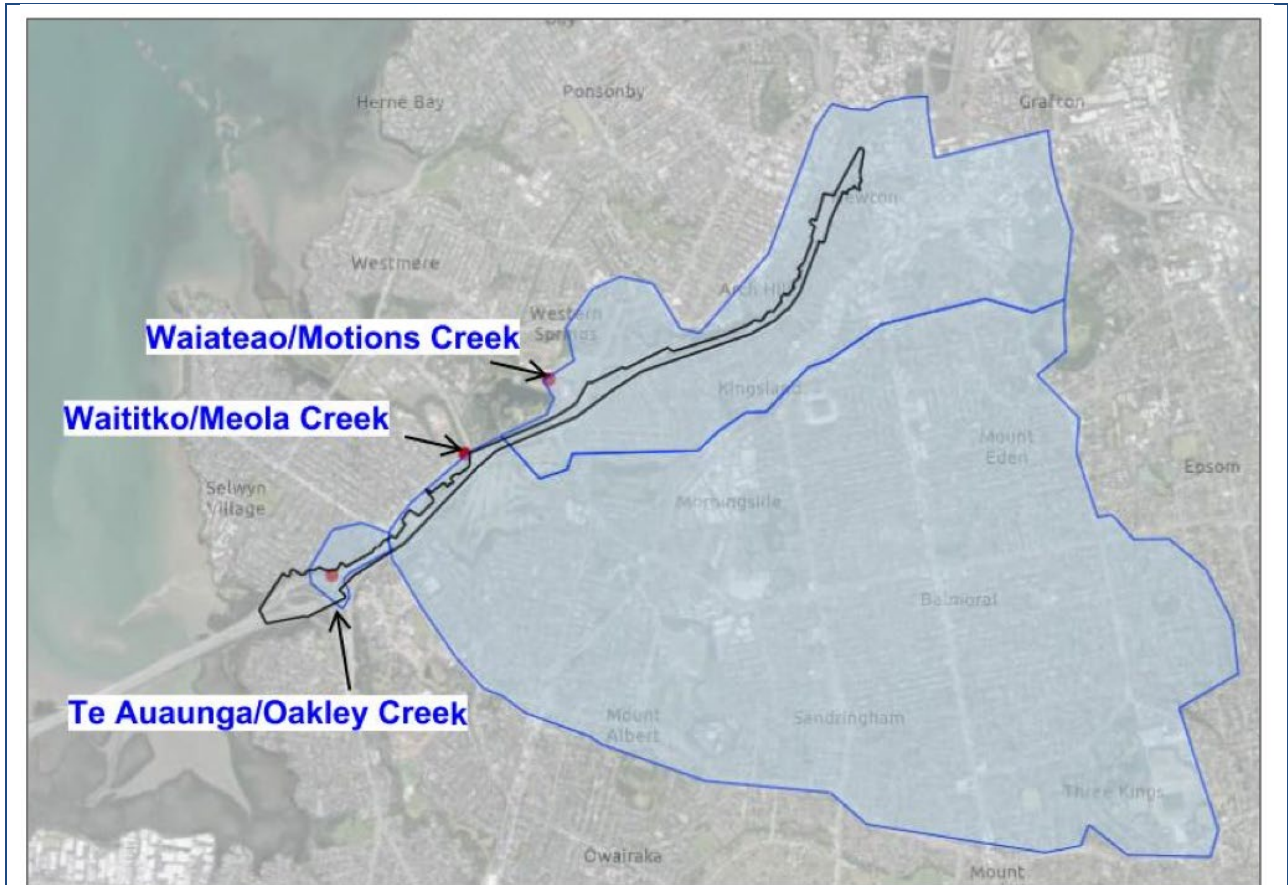 Herne Bay
Ponsonby
Grafton
Newton
Westmere
Arch Hill
Western
Springs
Waiateao/Motions Creek
Kingsland
Waititko/Meola Creek
Mount
Eden
Epsom
Selwyn
Village
Morningside
Balmoral
Te Auaunga/Oakley Creek
Mount
Albert
Sandringham
Three Kings
Owairaka
Mount